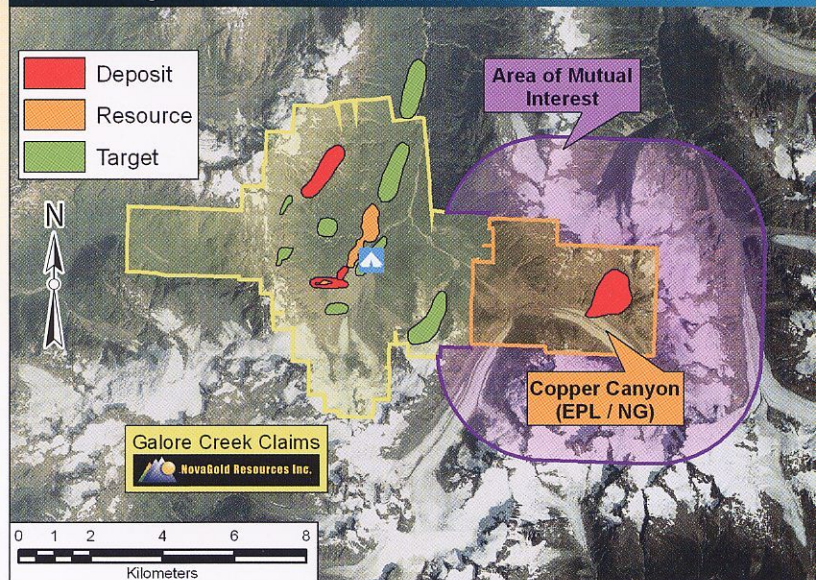 Deposit
Resource
Target
Area of Mutual
Interest
N
Copper Canyon
(EPL / NG)
Galore Creek Claims
NovaGold Resources Inc.
0 1 2 4 6 8
Kilometers